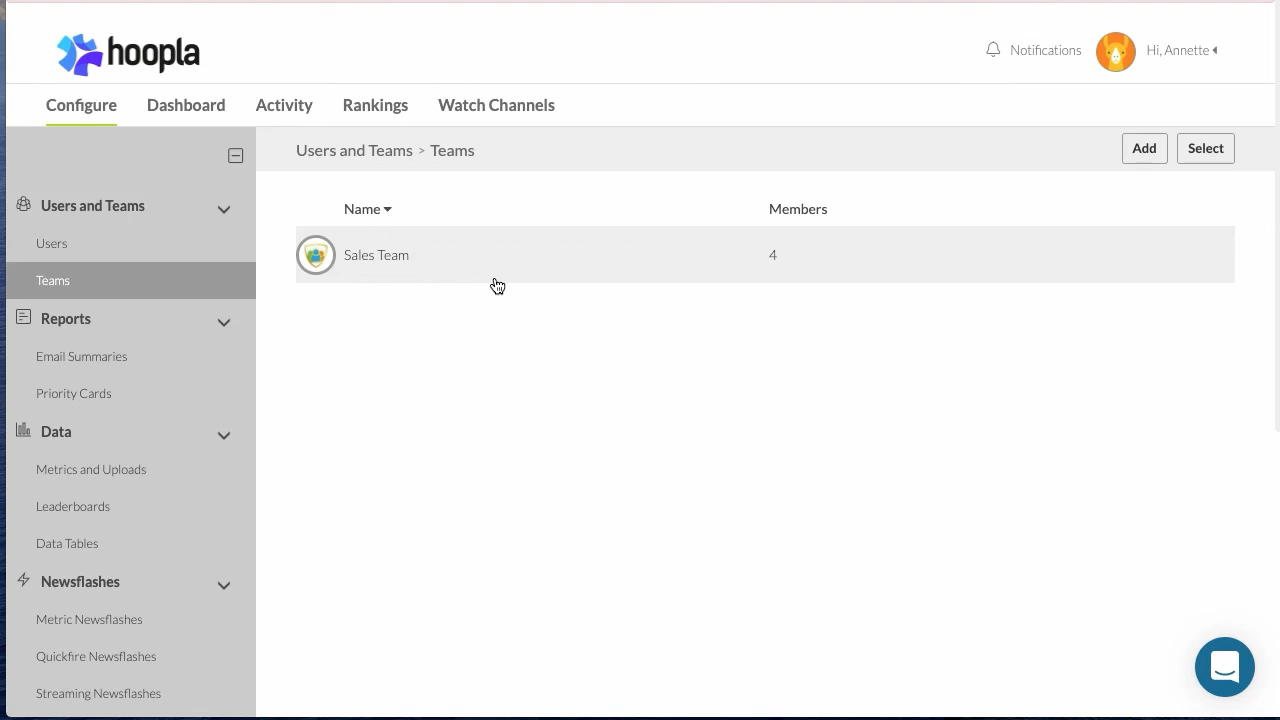 hoopla
Notifications
Hi, Annette
Configure Dashboard Activity Rankings Watch Channels
Users and Teams > Teams
Add Select
Users and Teams
Users
Teams
Reports
Email Summaries
Priority Cards
Data
Metrics and Uploads
Leaderboards
Data Tables
Newsflashes
Metric Newsflashes
Quickfire Newsflashes
Streaming Newsflashes
Name Members
Sales Team 4